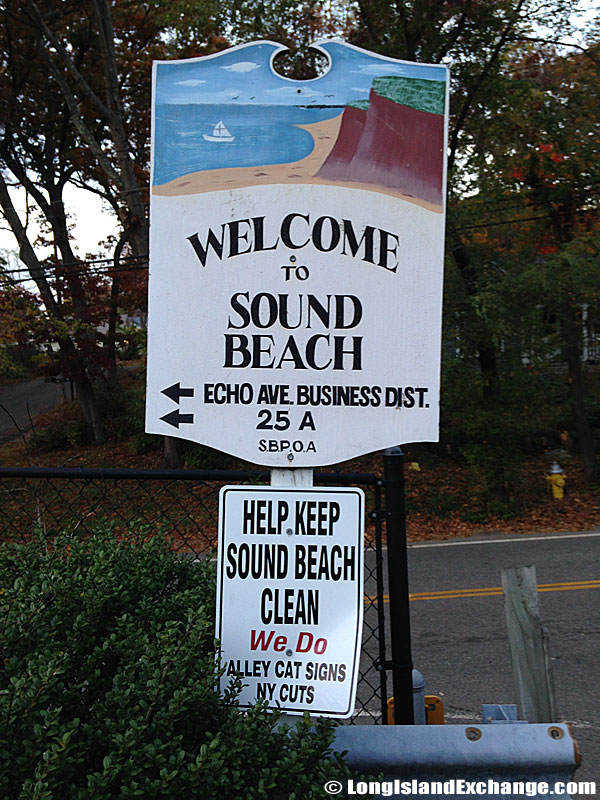 WELCOME
TO
SOUND
BEACH
ECHO AVE. BUSINESS DIST.
25 A
S.B.P.O.A
HELP KEEP
SOUND BEACH
CLEAN
We Do
ALLEY CAT SIGNS
NY CUTS
© LongIslandExchange.com